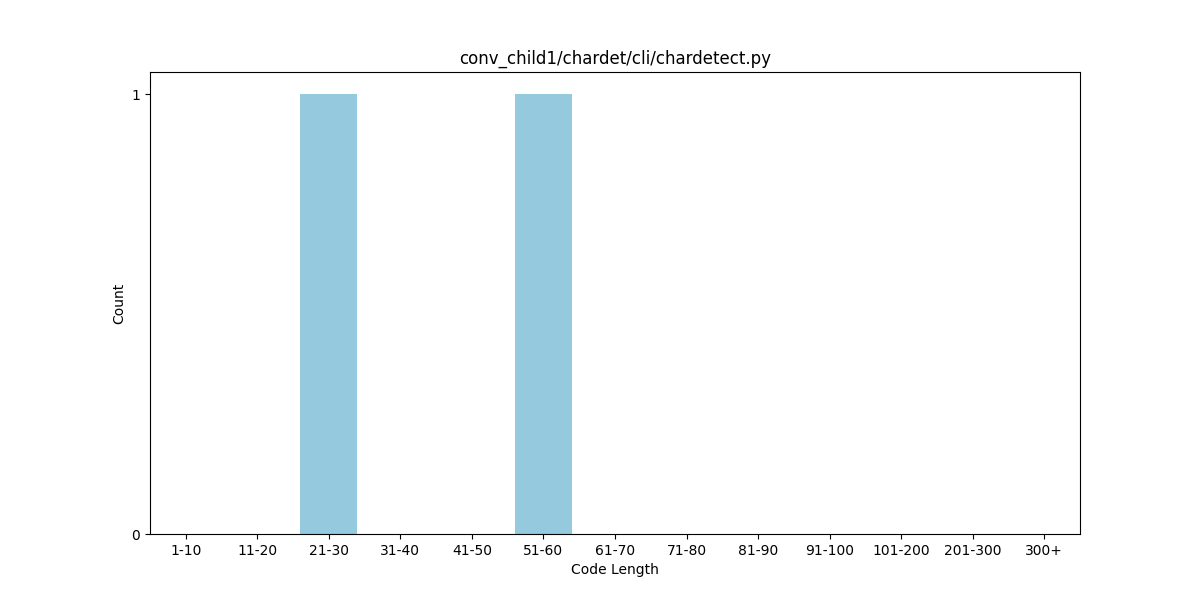 conv_child1/chardet/cli/chardetect.py
1
Count
0
1-10 11-20 21-30 31-40 41-50 51-60 61-70 71-80 81-90 91-100 101-200 201-300 300+
Code Length